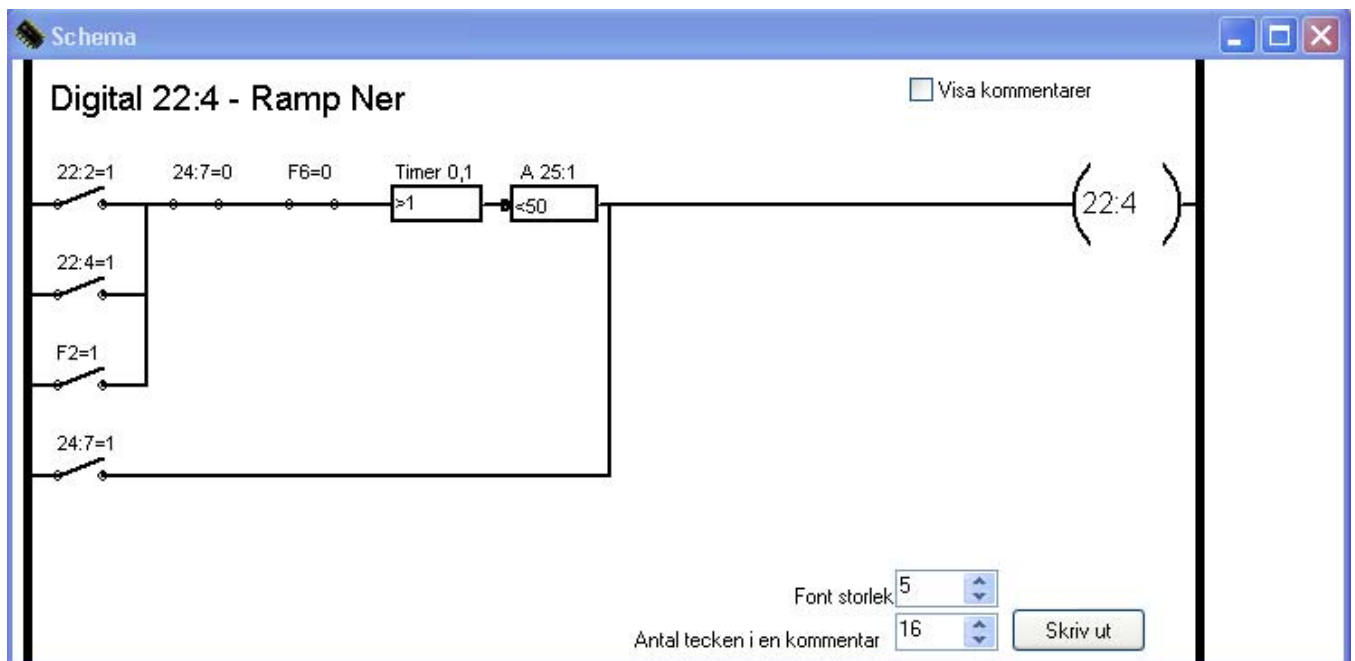 Schema
Digital 22:4 - Ramp Ner
Visa kommentarer
22:2=1 24:7=0 F6=0 Timer 0,1 A 25:1
>1 <50 22:4
22:4=1
F2=1
24:7=1
Font storlek 5
Antal tecken i en kommentar 16 Skriv ut